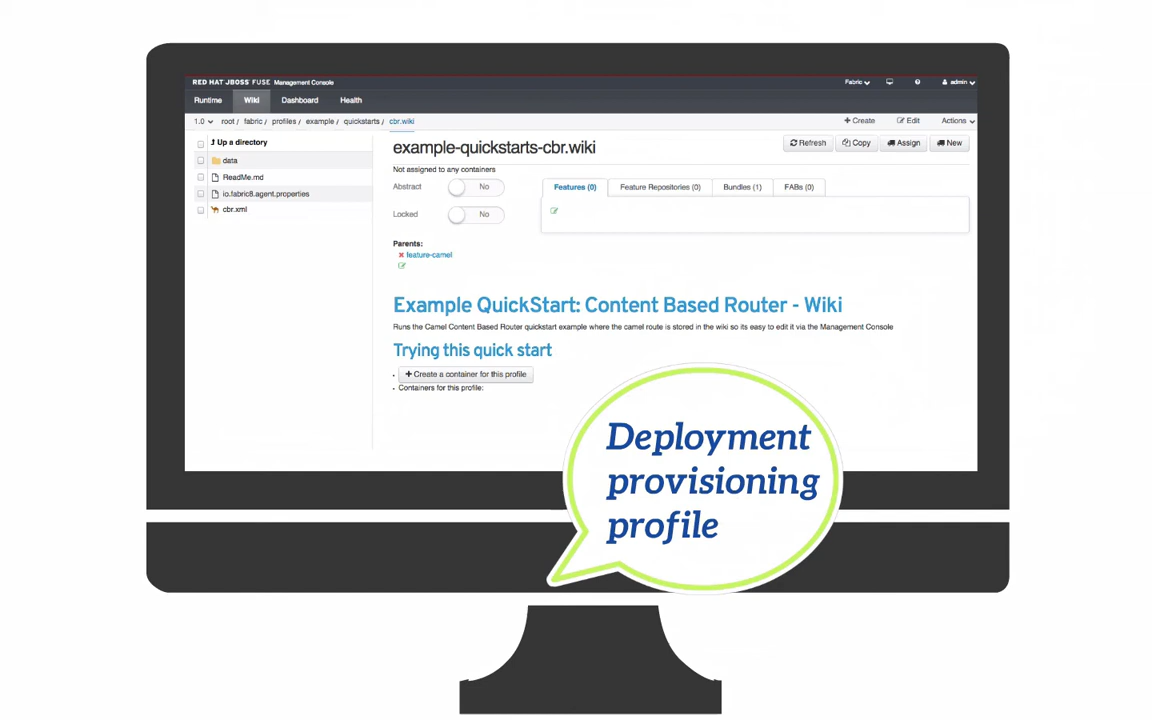 RED HAT JBOSS FUSE Management Console
Fabric admin
Runtime Wiki Dashboard Health
1.0 root / fabric / profiles / example / quickstarts / cbr.wiki
+ Create Edit Actions
Up a directory
data
ReadMe.md
io.fabric8.agent.properties
cbr.xml
example-quickstarts-cbr.wiki
Refresh Copy Assign New
Not assigned to any containers
Abstract No
Locked No
Features (0) Feature Repositories (0) Bundles (1) FABs (0)
Parents:
feature-camel
Example QuickStart: Content Based Router - Wiki
Runs the Camel Content Based Router quickstart example where the camel route is stored in the wiki so its easy to edit it via the Management Console
Trying this quick start
+ Create a container for this profile
Containers for this profile:
Deployment
provisioning
profile